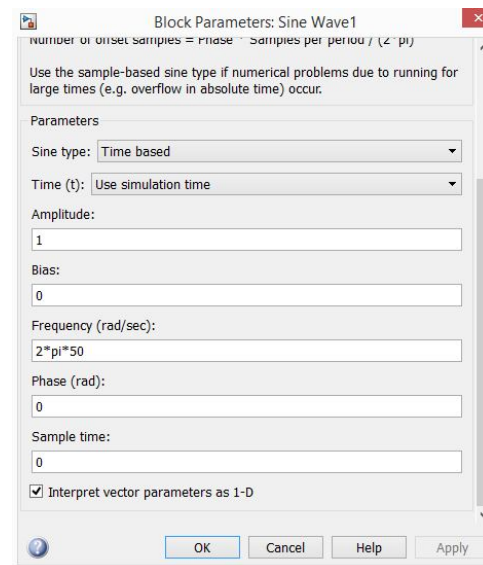 Block Parameters: Sine Wave1
Number of offset samples = Phase * Samples per period / (2*pi)
Use the sample-based sine type if numerical problems due to running for
large times (e.g. overflow in absolute time) occur.
Parameters
Sine type: Time based
Time (t): Use simulation time
Amplitude:
1
Bias:
0
Frequency (rad/sec):
2*pi*50
Phase (rad):
0
Sample time:
0
Interpret vector parameters as 1-D
OK Cancel Help Apply